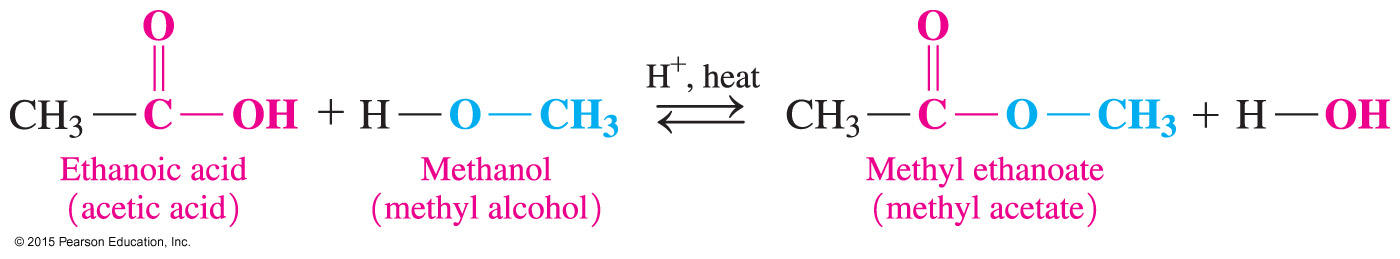 O O
H⁺, heat
CH₃—C—OH + H—O—CH₃ ⇌ CH₃—C—O—CH₃ + H—OH
Ethanoic acid Methanol Methyl ethanoate
(acetic acid) (methyl alcohol) (methyl acetate)
© 2015 Pearson Education, Inc.